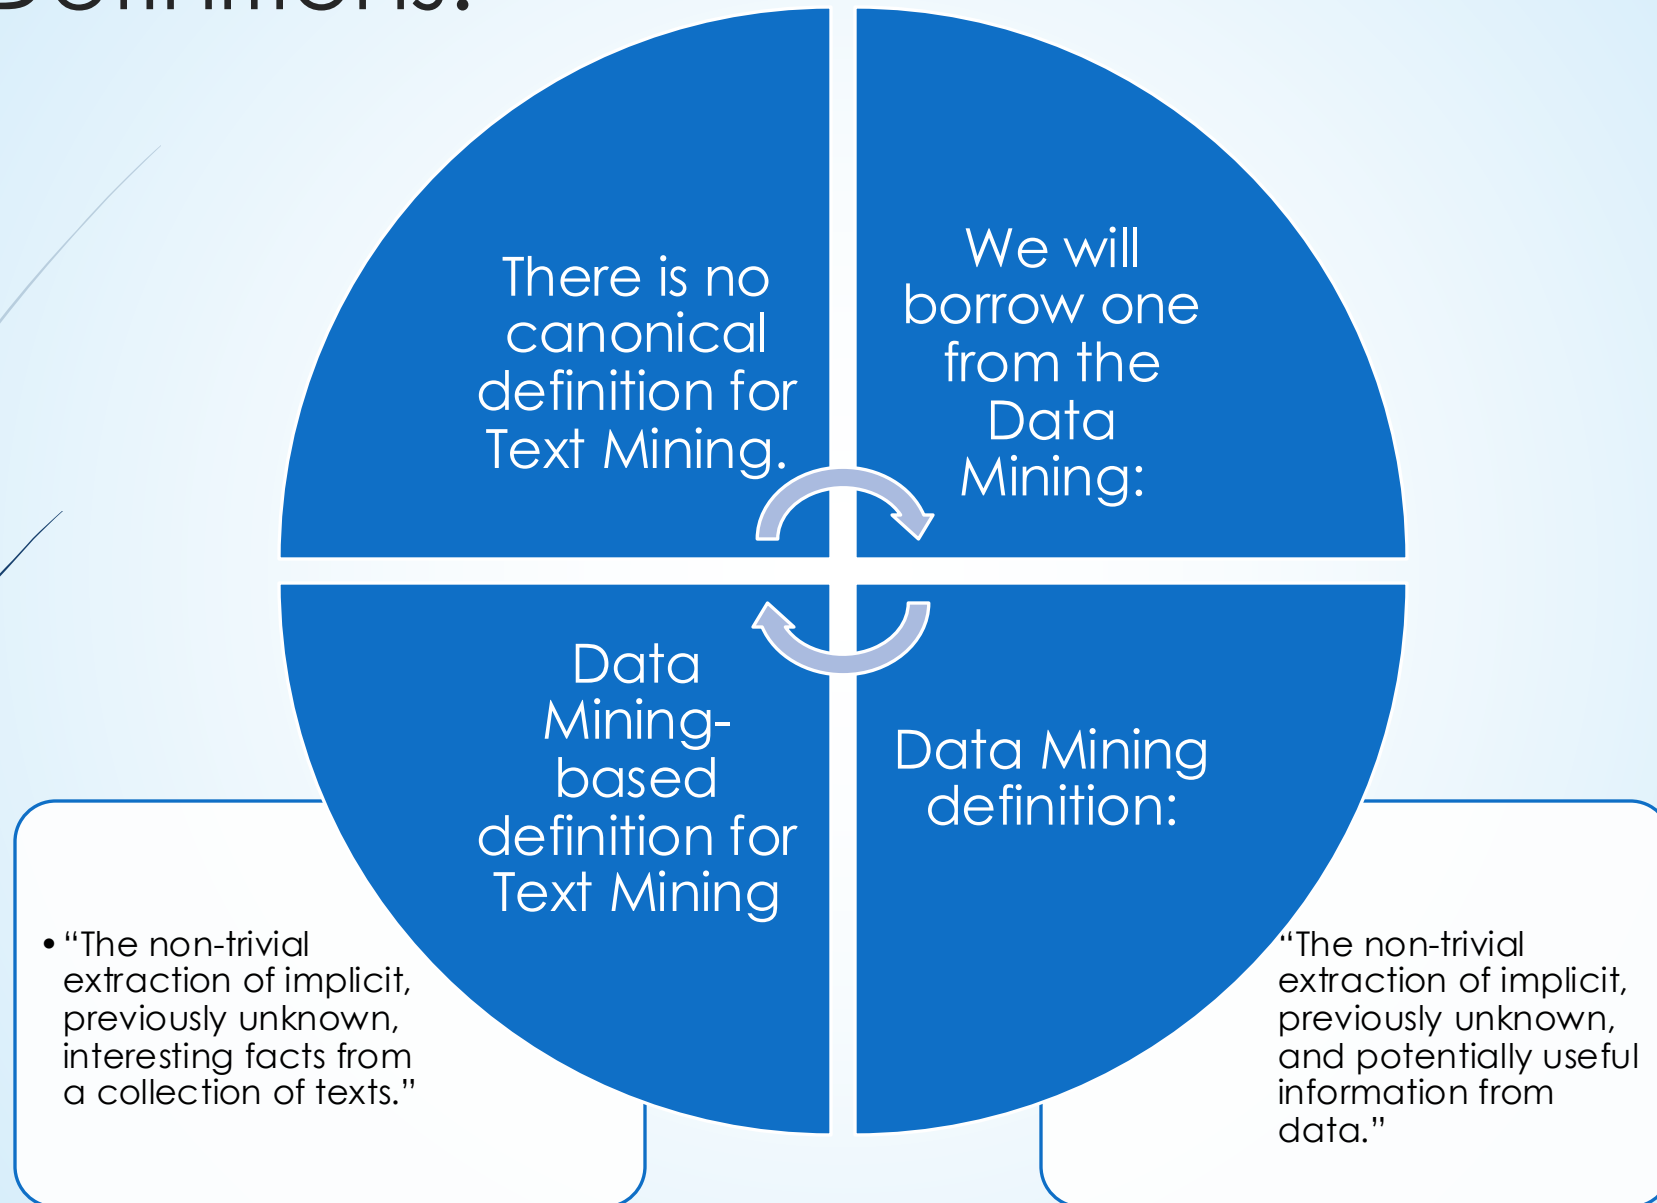 Definitions:
There is no
canonical
definition for
Text Mining.
We will
borrow one
from the
Data
Mining:
Data Mining
definition:
“The non-trivial
extraction of implicit,
previously unknown,
and potentially useful
information from
data.”
Data
Mining-
based
definition for
Text Mining
• “The non-trivial
extraction of implicit,
previously unknown,
interesting facts from
a collection of texts.”